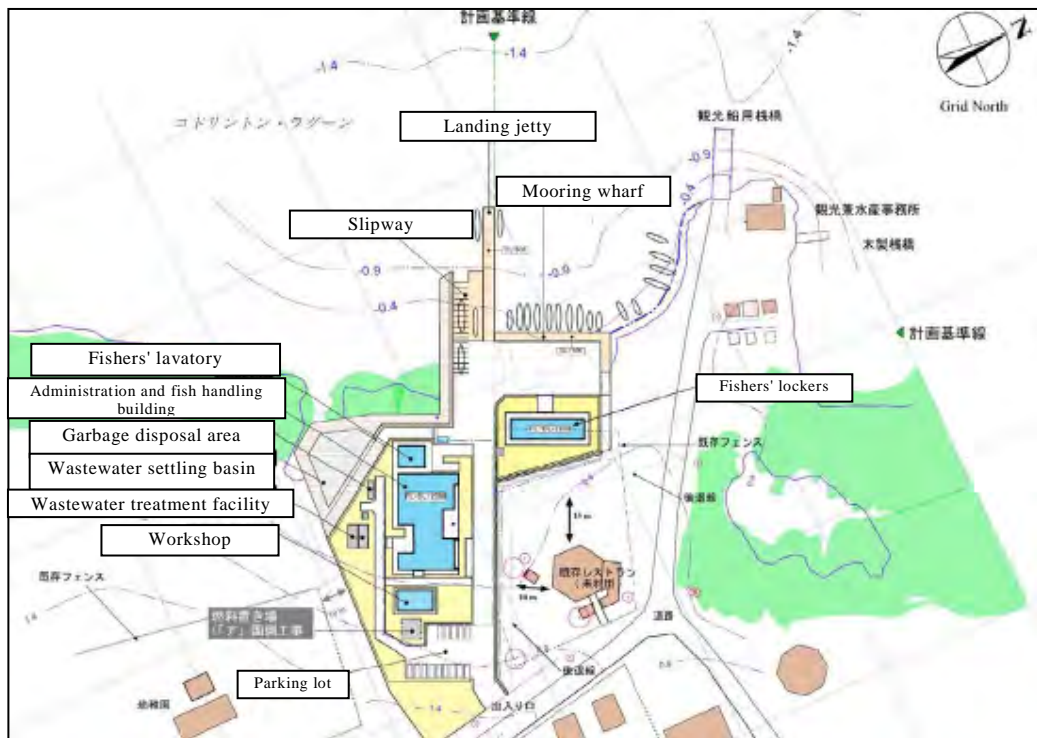 計画基準線
-1.4
-1.4
-1.4
N
Grid North
コドリントン・ラグーン
Landing jetty
観光船用桟橋
-0.9
-0.4
Mooring wharf
Slipway
観光兼水産事務所
木製桟橋
-0.9
-0.4
計画基準線
Fishers' lavatory
Administration and fish handling
building
Garbage disposal area
Wastewater settling basin
Wastewater treatment facility
Workshop
Fishers' lockers
既存フェンス
後退線
15m
10m
既存レストラン
(未利用
既存フェンス
燃料置き場
「ア」国側工事
道路
後退線
Parking lot
幼稚園
出入り口